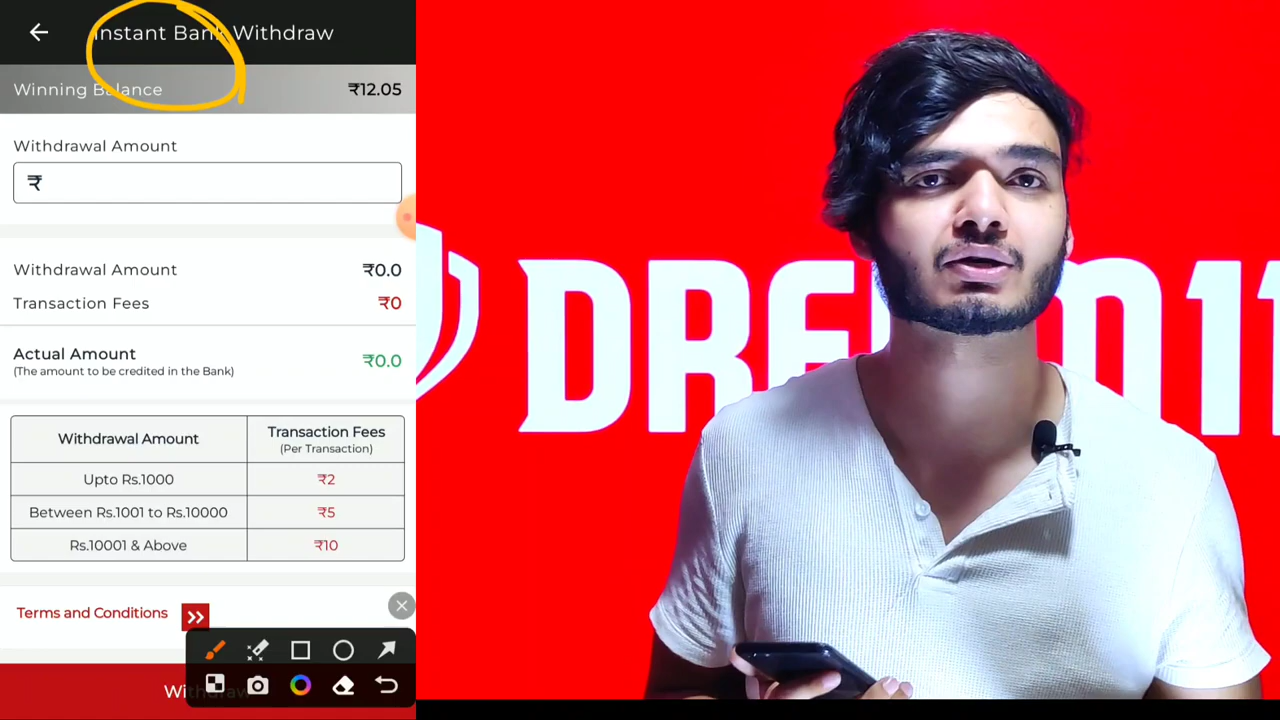 Instant Bank Withdraw
Winning Balance ₹12.05
Withdrawal Amount
₹
Withdrawal Amount ₹0.0
Transaction Fees ₹0
Actual Amount ₹0.0
(The amount to be credited in the Bank)
Withdrawal Amount Transaction Fees
(Per Transaction)
Upto Rs.1000 ₹2
Between Rs.1001 to Rs.10000 ₹5
Rs.10001 & Above ₹10
Terms and Conditions
Withdraw
DREAM11